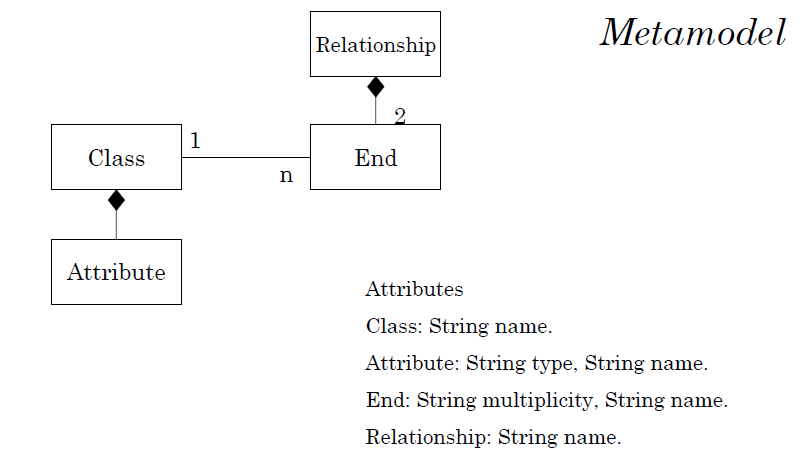 Metamodel
Relationship
2
1
Class
End
n
Attribute
Attributes
Class: String name.
Attribute: String type, String name.
End: String multiplicity, String name.
Relationship: String name.